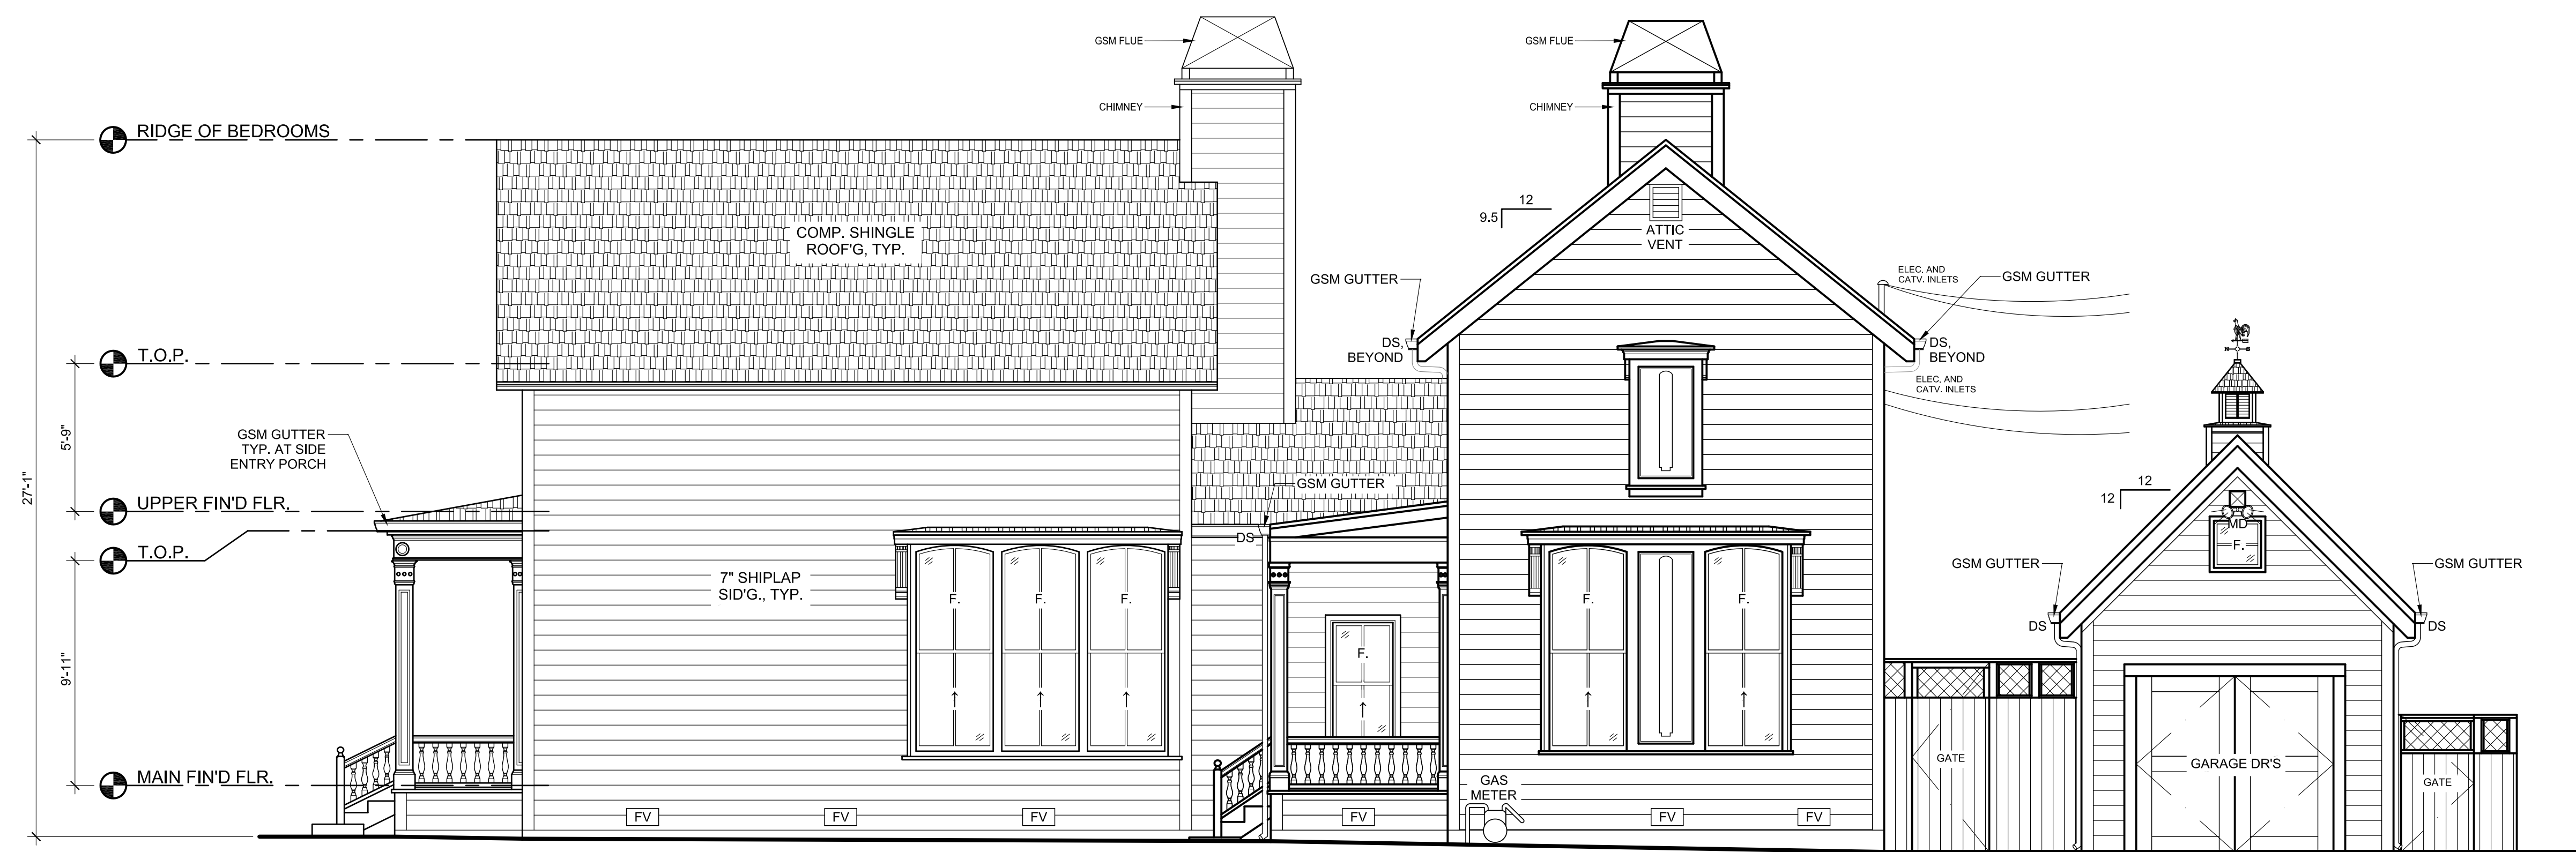 GSM FLUE
GSM FLUE
CHIMNEY
CHIMNEY
RIDGE OF BEDROOMS
12
9.5
COMP. SHINGLE
ROOF'G, TYP.
ATTIC
VENT
GSM GUTTER
ELEC. AND
CATV. INLETS
GSM GUTTER
DS,
BEYOND
DS,
BEYOND
T.O.P.
ELEC. AND
CATV. INLETS
N
S
5'-9"
GSM GUTTER
TYP. AT SIDE
ENTRY PORCH
27'-1"
GSM GUTTER
12
12
UPPER FIN'D FLR.
MD
DS
F.
T.O.P.
GSM GUTTER
GSM GUTTER
7" SHIPLAP
SID'G., TYP.
F.
F.
F.
F.
F.
DS
DS
F.
9'-11"
GATE
GARAGE DR'S
MAIN FIN'D FLR.
GAS
METER
GATE
FV
FV
FV
FV
FV
FV